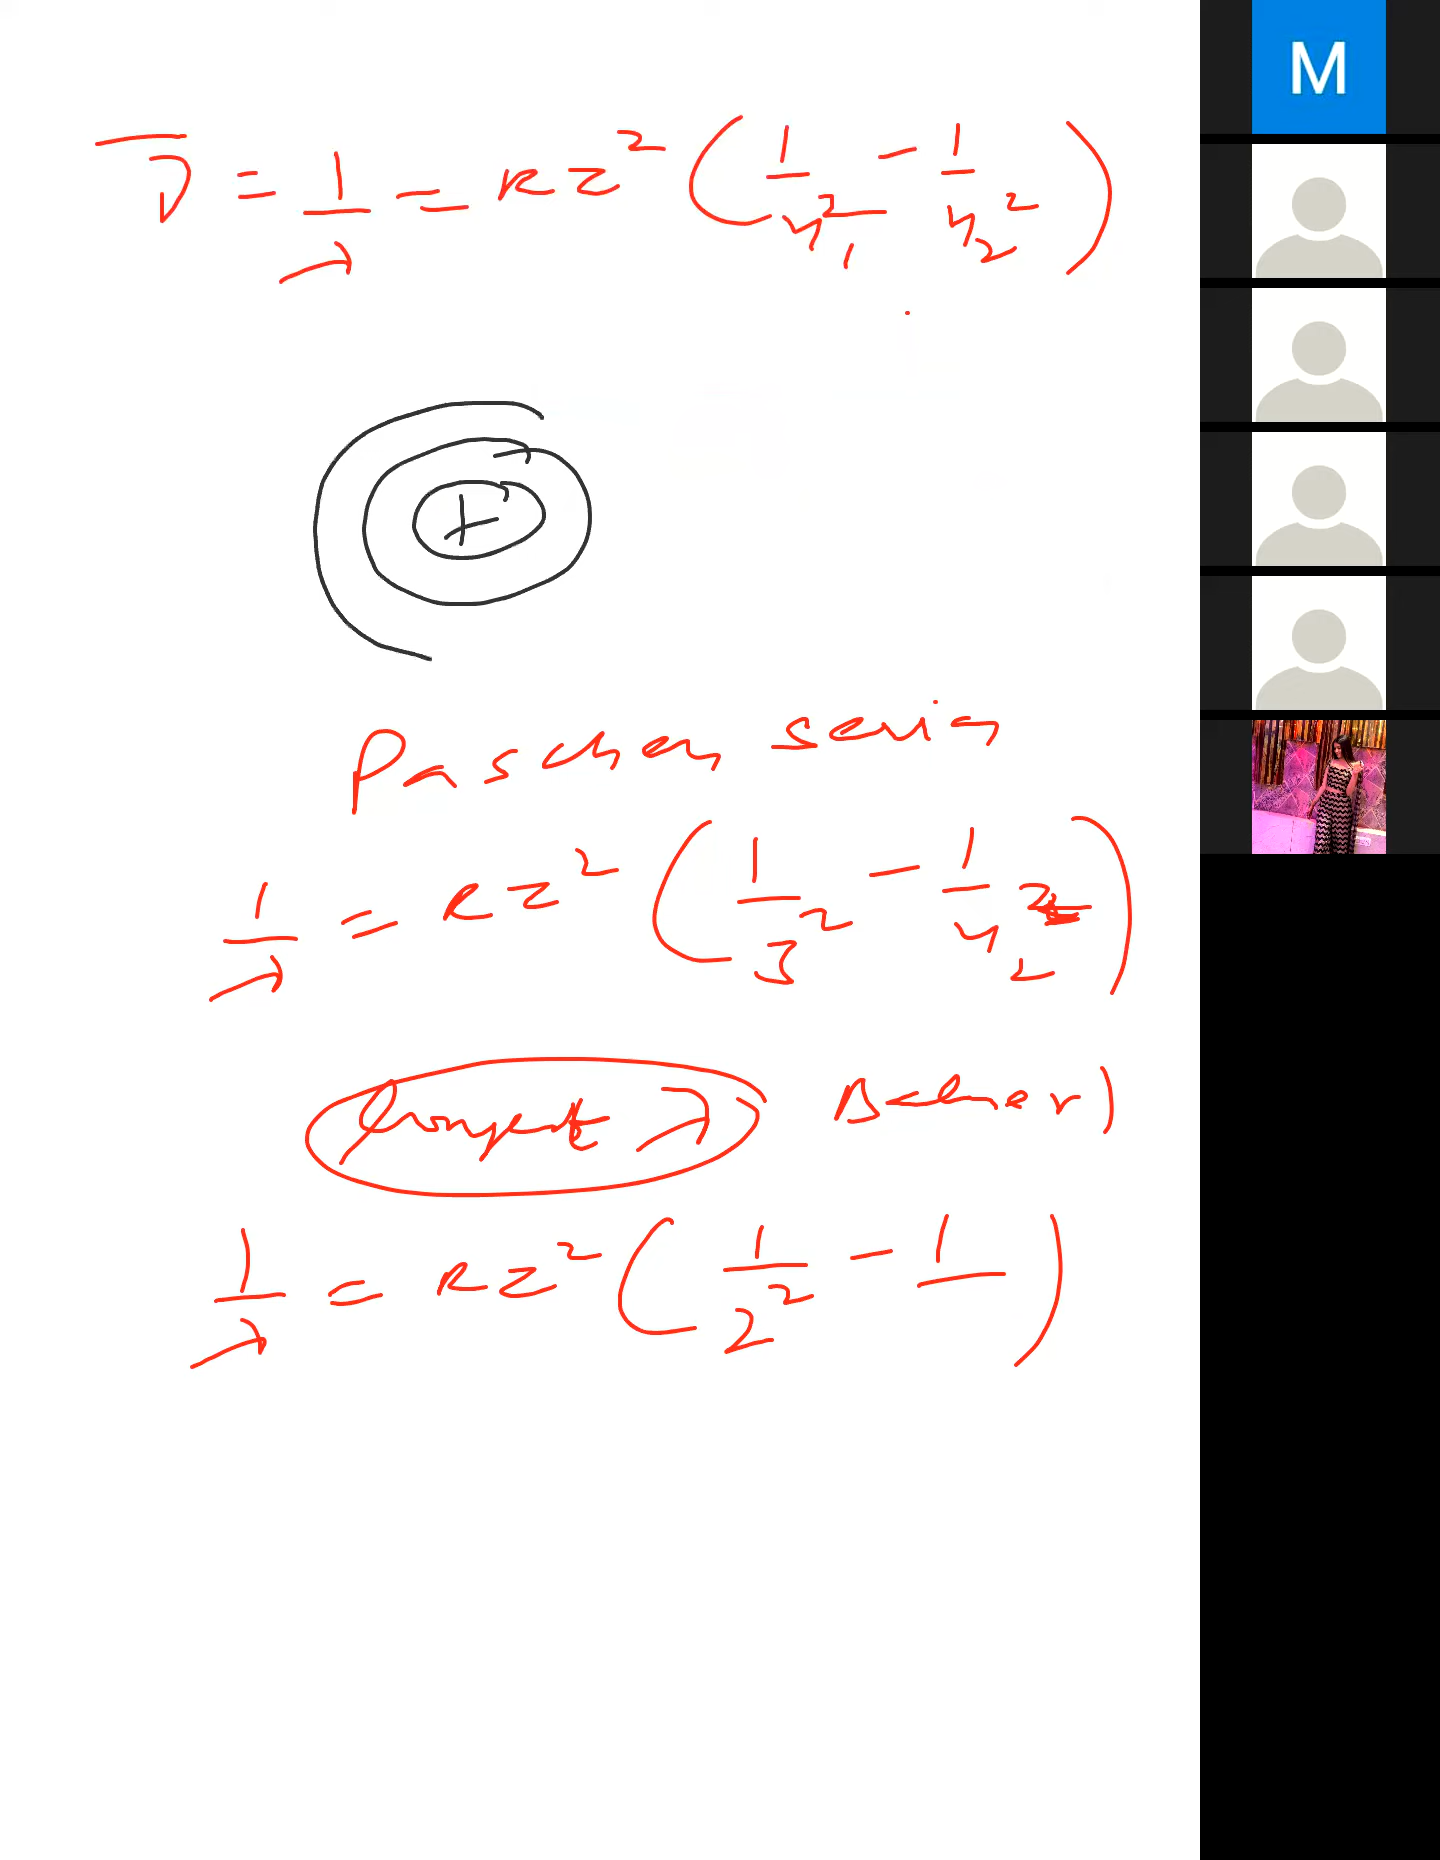 ν̅ = 1/λ = RZ² (1/n₁² − 1/n₂²)
+
Paschen series
1/λ = RZ² (1/3² − 1/n₂²)
longest λ Balmer)
1/λ = RZ² (1/2² − 1/ )
M